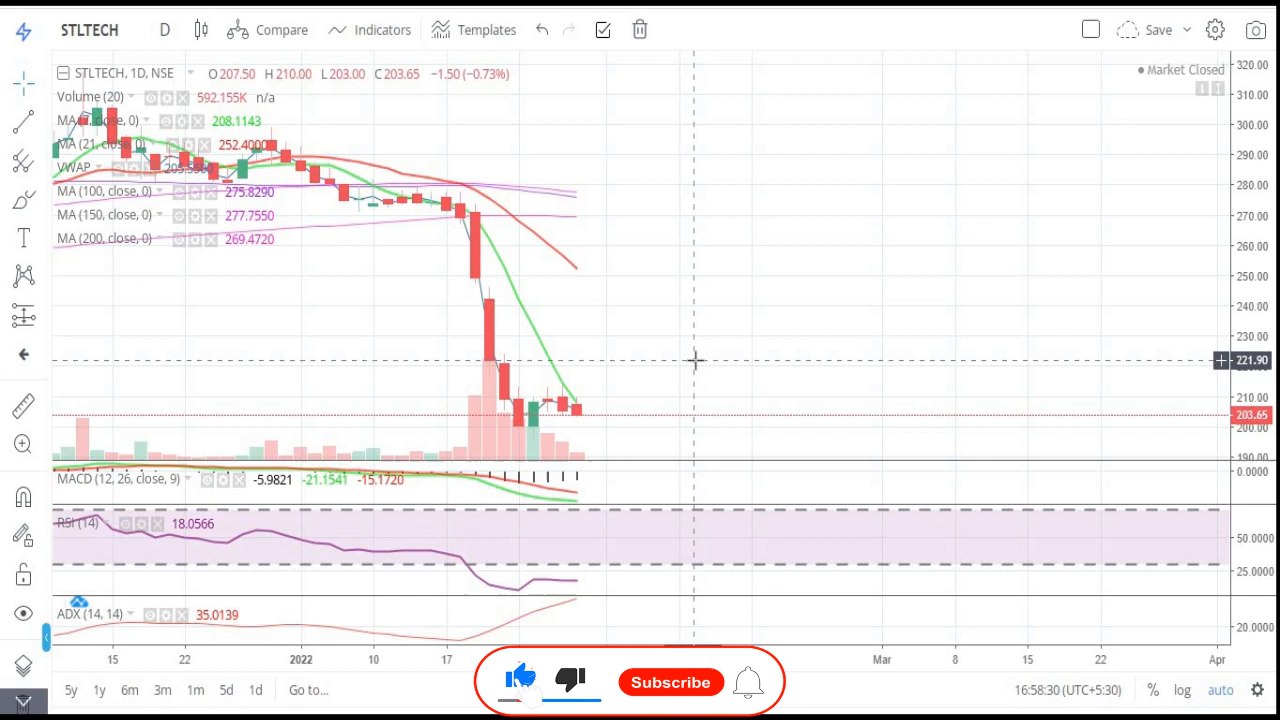 STLTECH D Compare Indicators Templates Save
STLTECH, 1D, NSE O207.50 H210.00 L203.00 C203.65 −1.50 (−0.73%)
Market Closed
Volume (20) 592.155K n/a
close, 0) 208.1143
MA (21, close, 0) 252.4000
VWAP
MA (100, close, 0) 275.8290
MA (150, close, 0) 277.7550
MA (200, close, 0) 269.4720
320.00
310.00
300.00
290.00
280.00
270.00
260.00
250.00
240.00
230.00
221.90
210.00
203.65
200.00
190.00
MACD (12, 26, close, 9) -5.9821 -21.1541 -15.1720
0.0000
RSI (14) 18.0566
50.0000
25.0000
ADX (14, 14) 35.0139
20.0000
15 22 2022 10 17 Mar 8 15 22 Apr
Subscribe
5y 1y 6m 3m 1m 5d 1d Go to... 16:58:30 (UTC+5:30) % log auto